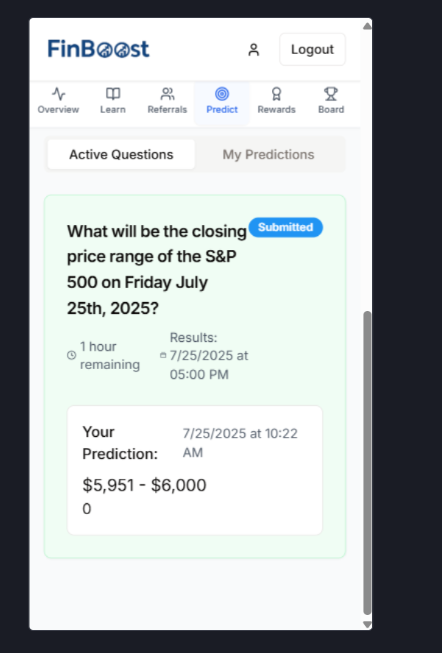 FinBoost
Logout
Overview
Learn
Referrals
Predict
Rewards
Board
Active Questions
My Predictions
What will be the closing
price range of the S&P
500 on Friday July
25th, 2025?
Submitted
1 hour
remaining
Results:
7/25/2025 at
05:00 PM
Your
Prediction:
7/25/2025 at 10:22
AM
$5,951 - $6,000
0